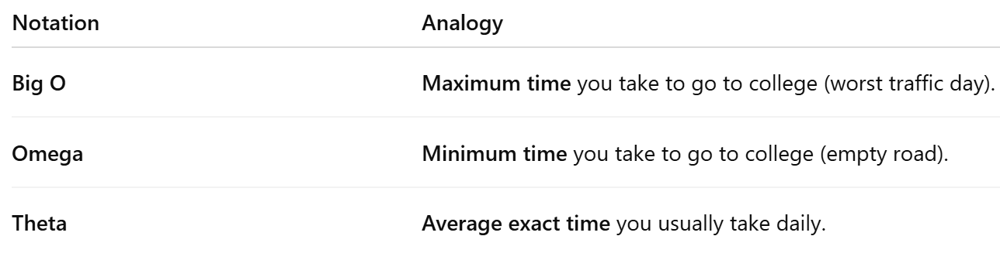 Notation Analogy
Big O Maximum time you take to go to college (worst traffic day).
Omega Minimum time you take to go to college (empty road).
Theta Average exact time you usually take daily.